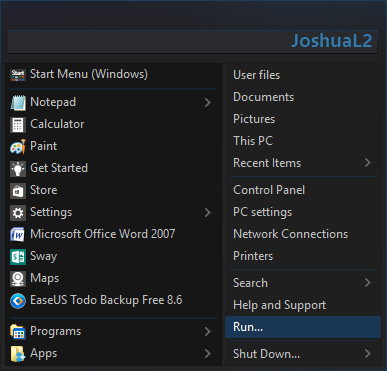 JoshuaL2
Start Menu (Windows)
Notepad
Calculator
Paint
Get Started
Store
Settings
Microsoft Office Word 2007
Sway
Maps
EaseUS Todo Backup Free 8.6
Programs
Apps
User files
Documents
Pictures
This PC
Recent Items
Control Panel
PC settings
Network Connections
Printers
Search
Help and Support
Run...
Shut Down...